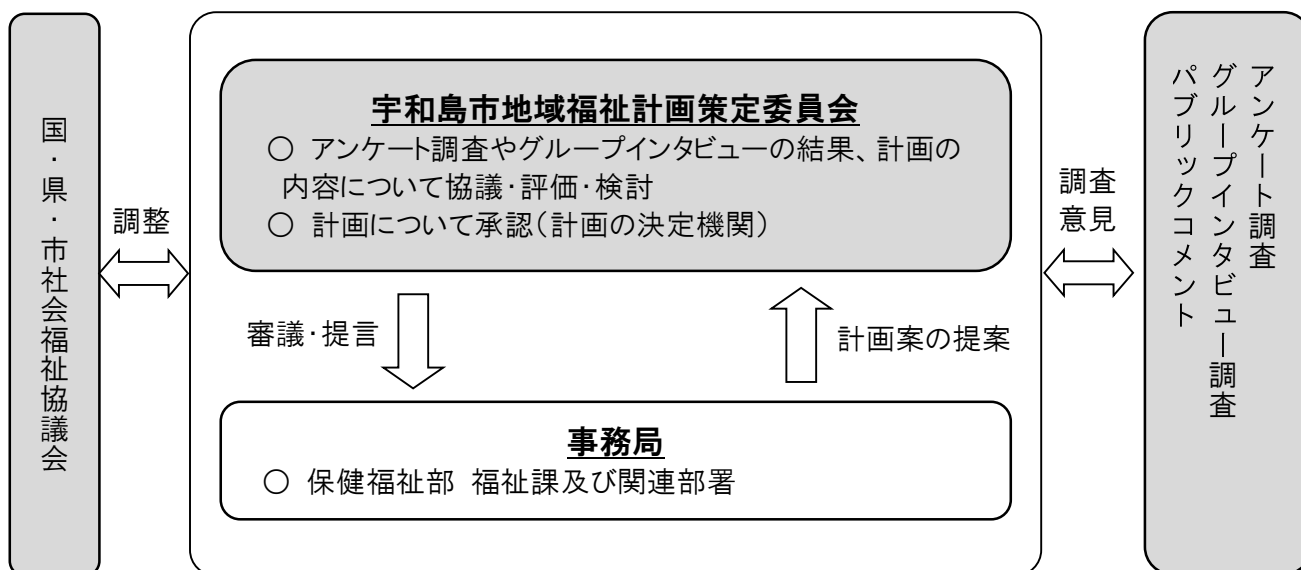 国・県・市社会福祉協議会
調整
宇和島市地域福祉計画策定委員会
○ アンケート調査やグループインタビューの結果、計画の
内容について協議・評価・検討
○ 計画について承認（計画の決定機関）
審議・提言
計画案の提案
事務局
○ 保健福祉部 福祉課及び関連部署
調査
意見
アンケート調査
グループインタビュー調査
パブリックコメント